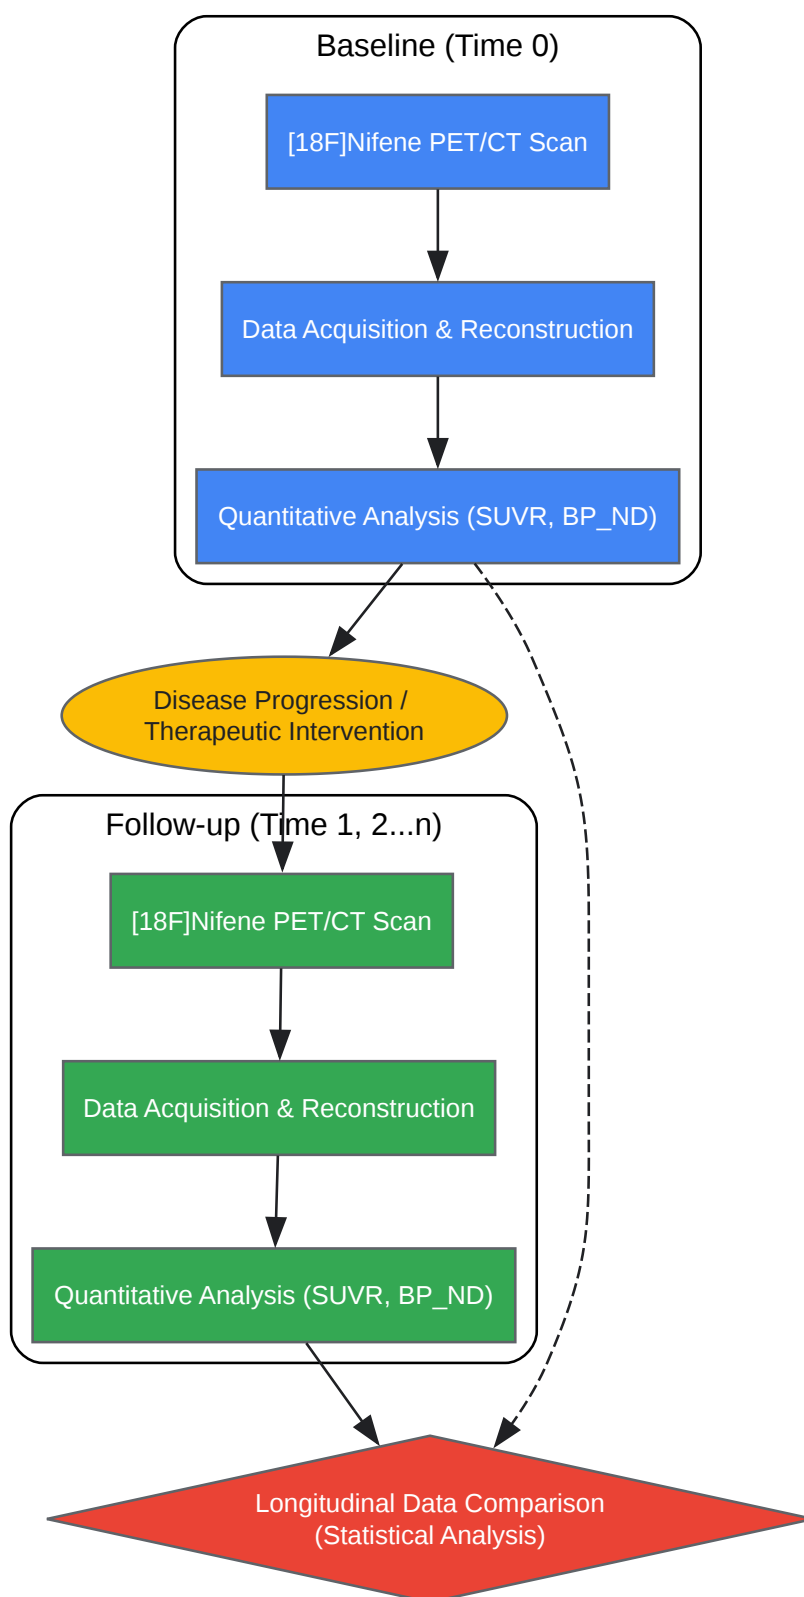 Baseline (Time 0)
[18F]Nifene PET/CT Scan
Data Acquisition & Reconstruction
Quantitative Analysis (SUVR, BP_ND)
Disease Progression /
Therapeutic Intervention
Follow-up (Time 1, 2...n)
[18F]Nifene PET/CT Scan
Data Acquisition & Reconstruction
Quantitative Analysis (SUVR, BP_ND)
Longitudinal Data Comparison
(Statistical Analysis)